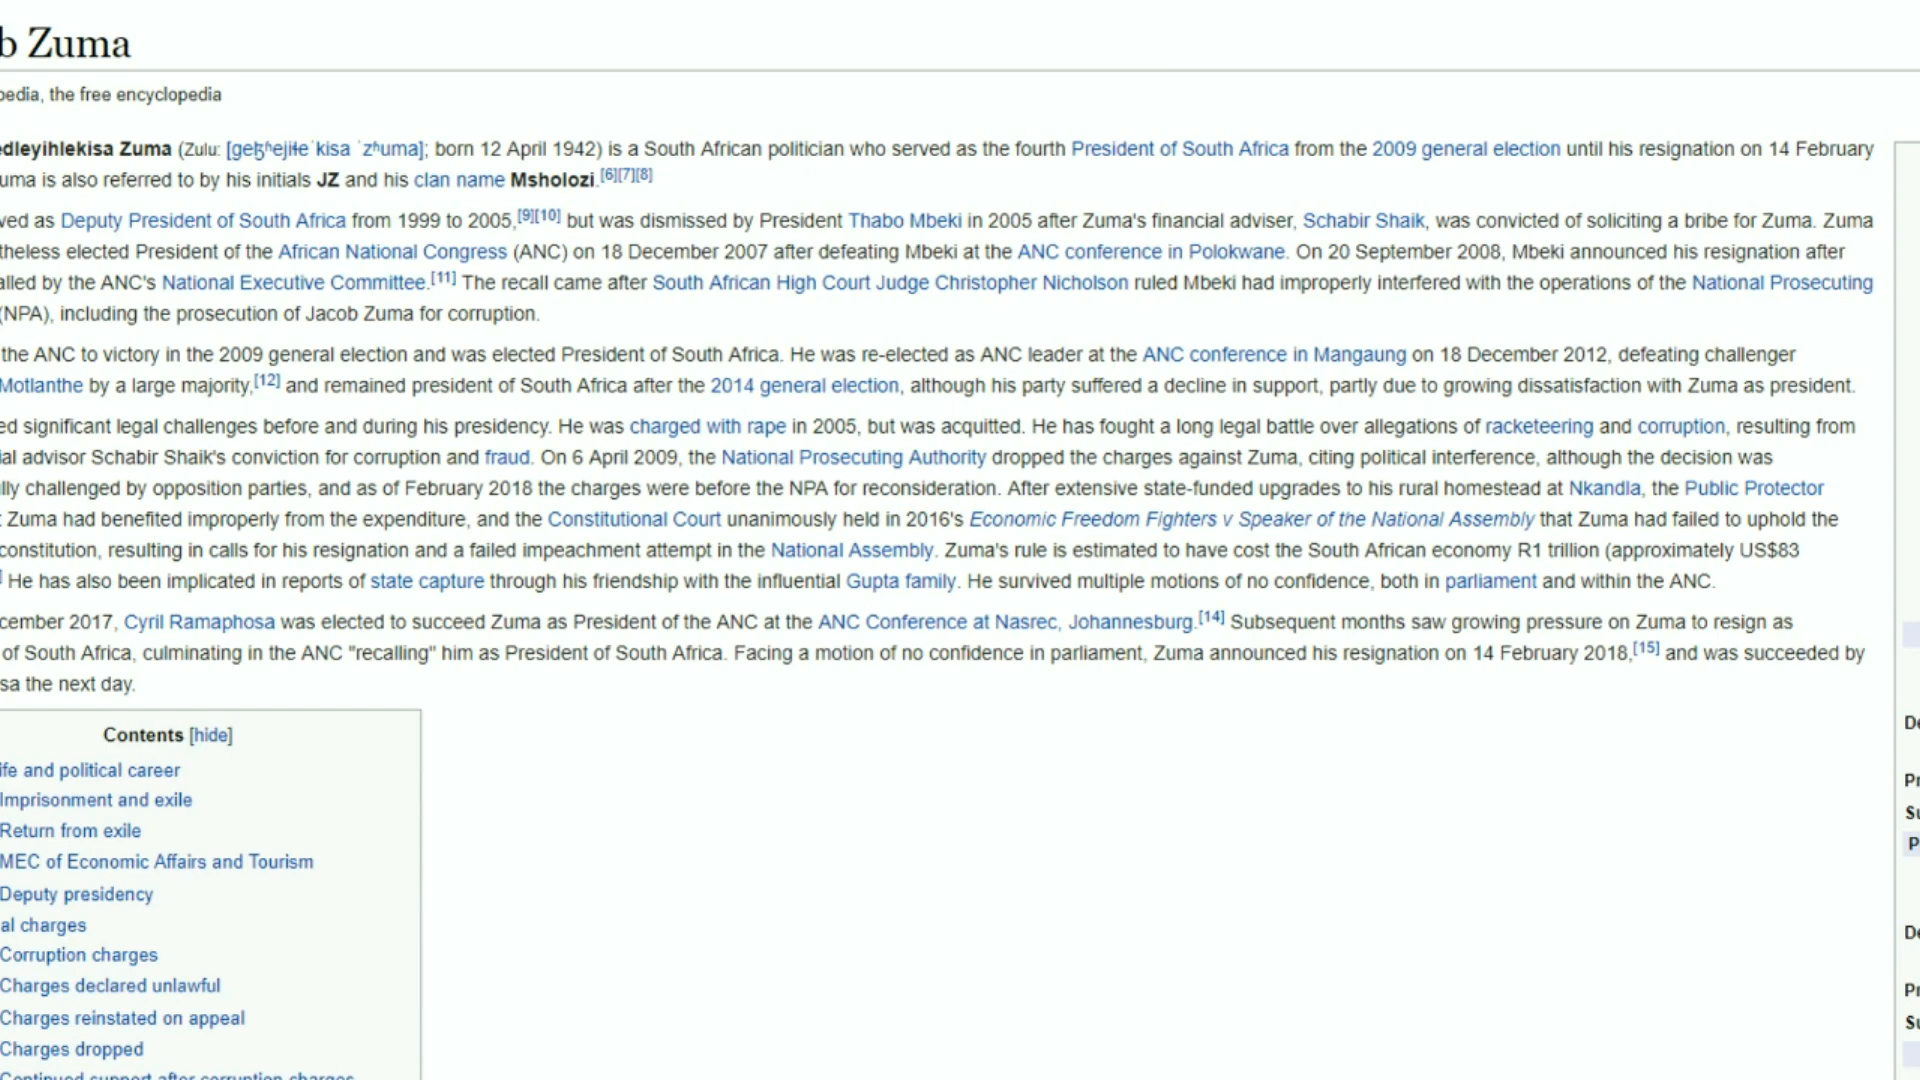 b Zuma
pedia, the free encyclopedia
edleyihlekisa Zuma (Zulu: ; born 12 April 1942) is a South African politician who served as the fourth President of South Africa from the 2009 general election until his resignation on 14 February
uma is also referred to by his initials JZ and his clan name Msholozi.[6][7][8]
ved as Deputy President of South Africa from 1999 to 2005,[9][10] but was dismissed by President Thabo Mbeki in 2005 after Zuma's financial adviser, Schabir Shaik, was convicted of soliciting a bribe for Zuma. Zuma
theless elected President of the African National Congress (ANC) on 18 December 2007 after defeating Mbeki at the ANC conference in Polokwane. On 20 September 2008, Mbeki announced his resignation after
alled by the ANC's National Executive Committee.[11] The recall came after South African High Court Judge Christopher Nicholson ruled Mbeki had improperly interfered with the operations of the National Prosecuting
(NPA), including the prosecution of Jacob Zuma for corruption.
the ANC to victory in the 2009 general election and was elected President of South Africa. He was re-elected as ANC leader at the ANC conference in Mangaung on 18 December 2012, defeating challenger
Motlanthe by a large majority,[12] and remained president of South Africa after the 2014 general election, although his party suffered a decline in support, partly due to growing dissatisfaction with Zuma as president.
ed significant legal challenges before and during his presidency. He was charged with rape in 2005, but was acquitted. He has fought a long legal battle over allegations of racketeering and corruption, resulting from
ial advisor Schabir Shaik's conviction for corruption and fraud. On 6 April 2009, the National Prosecuting Authority dropped the charges against Zuma, citing political interference, although the decision was
lly challenged by opposition parties, and as of February 2018 the charges were before the NPA for reconsideration. After extensive state-funded upgrades to his rural homestead at Nkandla, the Public Protector
Zuma had benefited improperly from the expenditure, and the Constitutional Court unanimously held in 2016's Economic Freedom Fighters v Speaker of the National Assembly that Zuma had failed to uphold the
constitution, resulting in calls for his resignation and a failed impeachment attempt in the National Assembly. Zuma's rule is estimated to have cost the South African economy R1 trillion (approximately US$83
] He has also been implicated in reports of state capture through his friendship with the influential Gupta family. He survived multiple motions of no confidence, both in parliament and within the ANC.
cember 2017, Cyril Ramaphosa was elected to succeed Zuma as President of the ANC at the ANC Conference at Nasrec, Johannesburg.[14] Subsequent months saw growing pressure on Zuma to resign as
of South Africa, culminating in the ANC "recalling" him as President of South Africa. Facing a motion of no confidence in parliament, Zuma announced his resignation on 14 February 2018,[15] and was succeeded by
sa the next day.
Contents [hide]
ife and political career
Imprisonment and exile
Return from exile
MEC of Economic Affairs and Tourism
Deputy presidency
al charges
Corruption charges
Charges declared unlawful
Charges reinstated on appeal
Charges dropped
Continued support after corruption charges
De
Pr
Su
P
De
Pr
Su